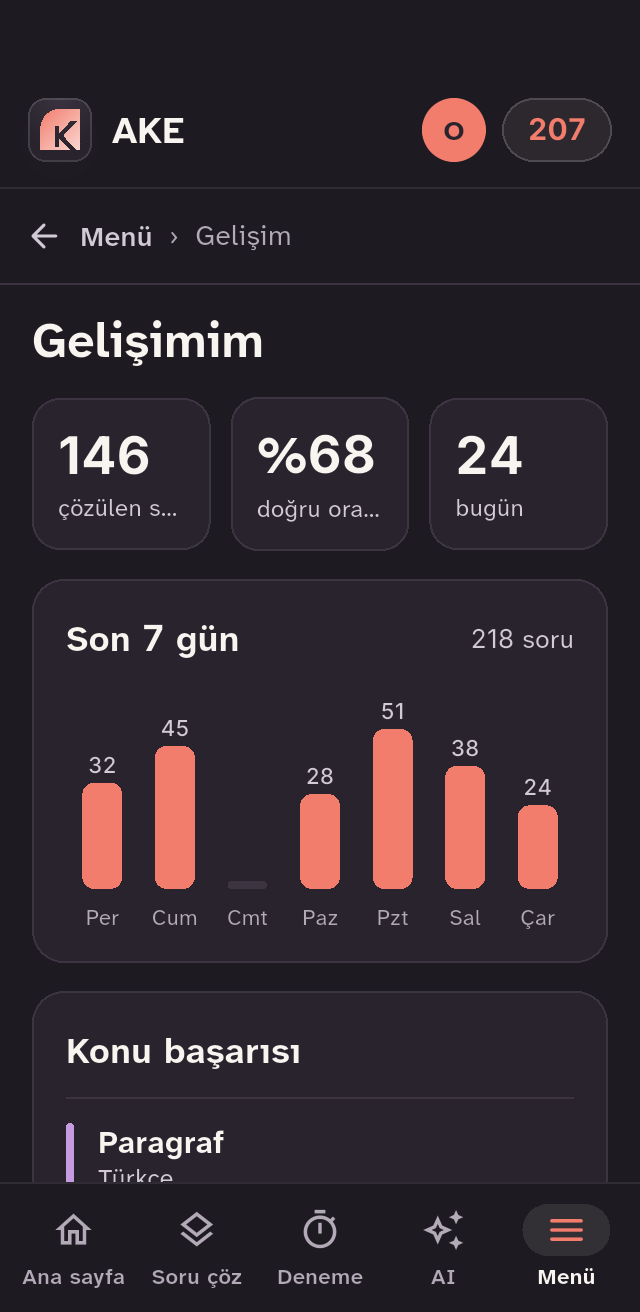 K
AKE
O
207
Menü › Gelişim
Gelişimim
146
çözülen s...
%68
doğru ora...
24
bugün
Son 7 gün
218 soru
32
45
28
51
38
24
Per
Cum
Cmt
Paz
Pzt
Sal
Çar
Konu başarısı
Paragraf
Türkçe
Ana sayfa
Soru çöz
Deneme
AI
Menü